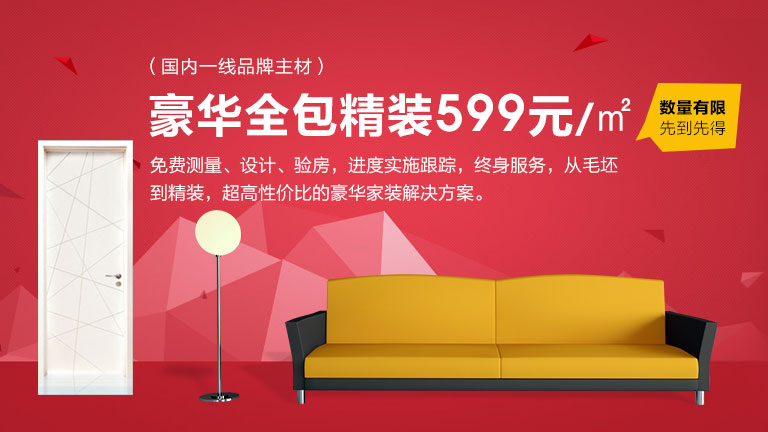 （国内一线品牌主材）
豪华全包精装599元/㎡
数量有限
先到先得
免费测量、设计、验房，进度实施跟踪，终身服务，从毛坯
到精装，超高性价比的豪华家装解决方案。